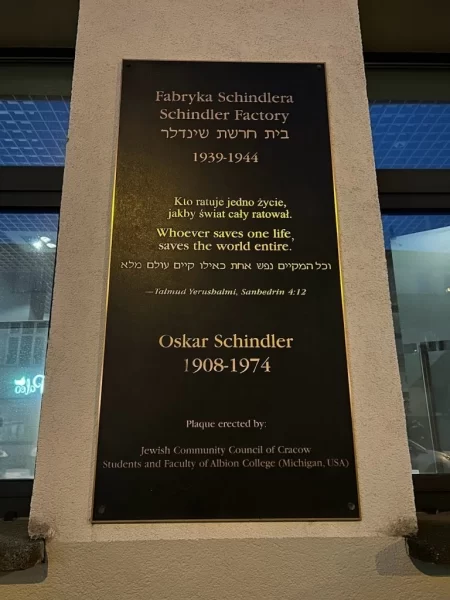 Fabryka Schindlera
Schindler Factory
בית חרשת שינדלר
1939-1944
Kto ratuje jedno życie,
jakby świat cały ratował.
Whoever saves one life,
saves the world entire.
וכל המקיים נפש אחת כאילו קיים עולם מלא
—Talmud Yerushalmi, Sanhedrin 4:12
Oskar Schindler
1908-1974
Plaque erected by:
Jewish Community Council of Cracow
Students and Faculty of Albion College (Michigan, USA)